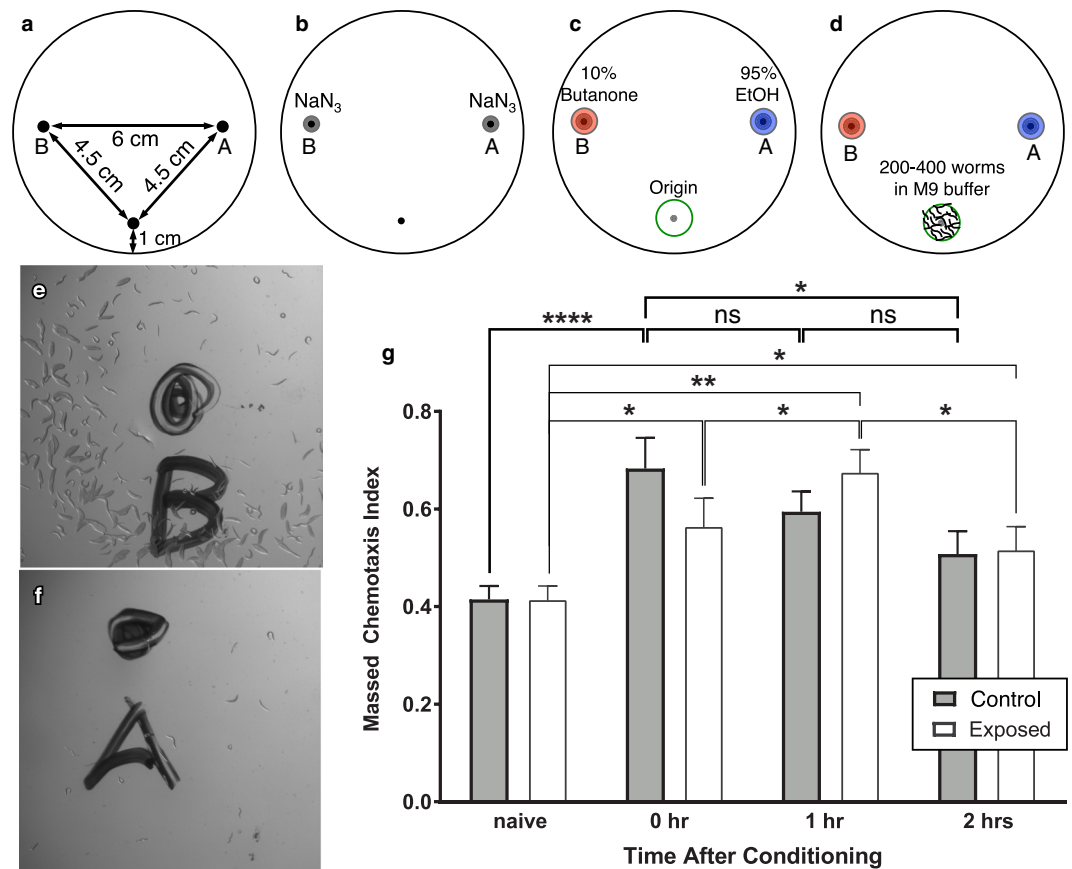 a
B
A
6 cm
4.5 cm
4.5 cm
1 cm
b
NaN3
NaN3
B
A
c
10%
Butanone
95%
EtOH
B
A
Origin
d
B
A
200-400 worms
in M9 buffer
e
B
f
A
g
*
****
ns
ns
*
**
*
*
*
Massed Chemotaxis Index
0.8
0.6
0.4
0.2
0.0
Control
Exposed
naive
0 hr
1 hr
2 hrs
Time After Conditioning